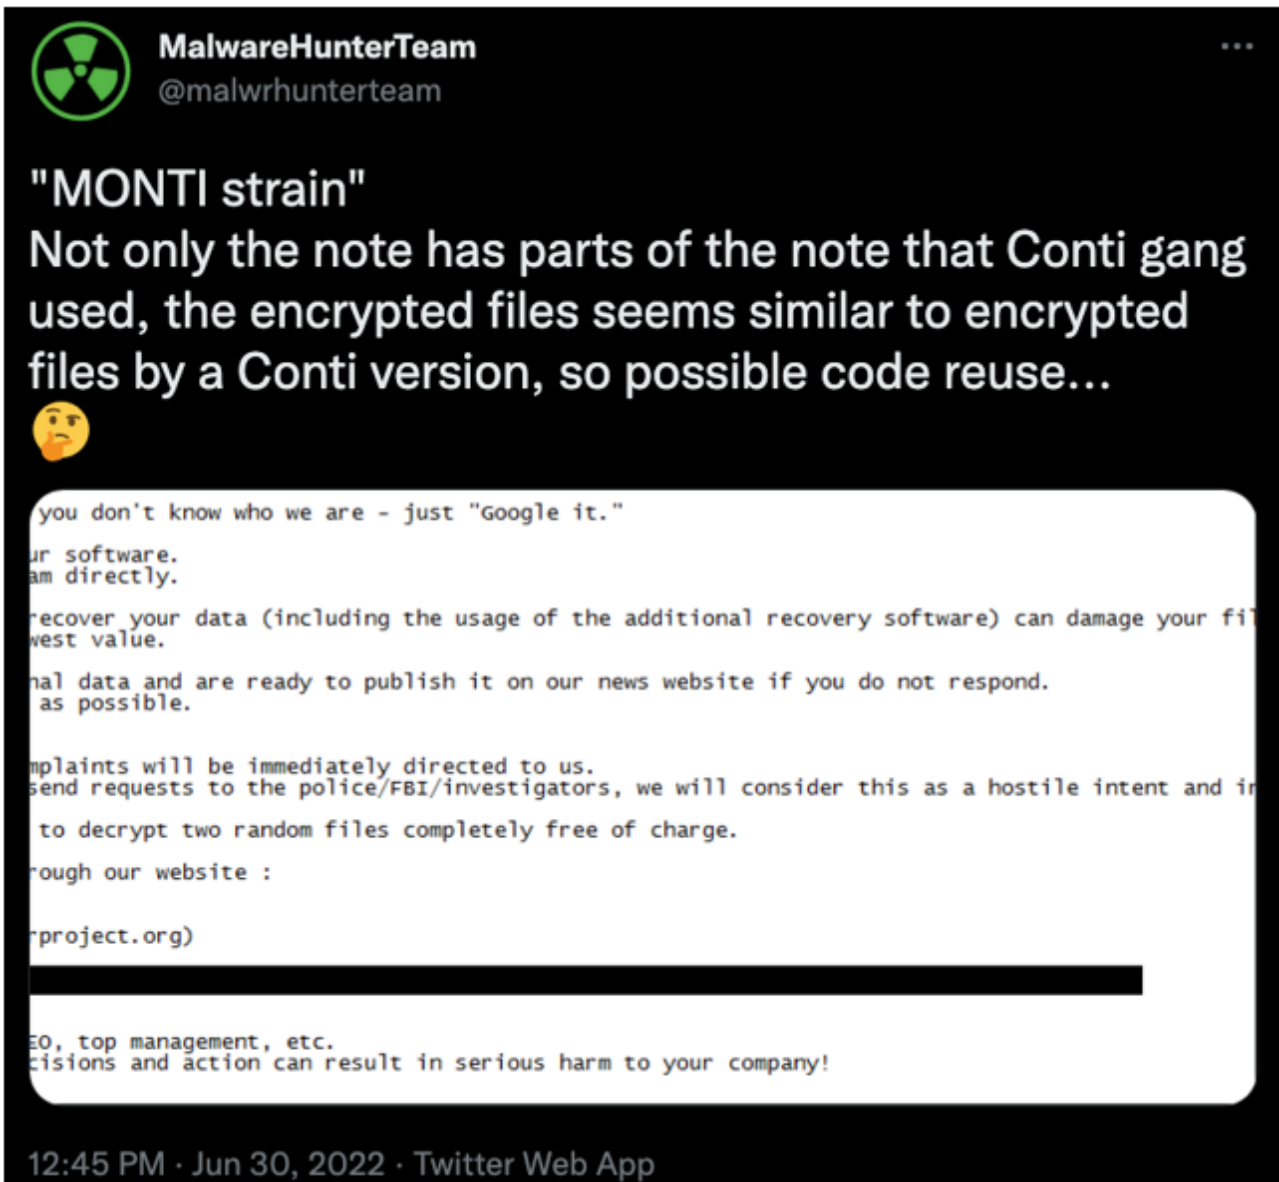 MalwareHunterTeam
@malwrhunterteam
"MONTI strain"
Not only the note has parts of the note that Conti gang
used, the encrypted files seems similar to encrypted
files by a Conti version, so possible code reuse...
you don't know who we are - just "Google it."
ur software.
am directly.
recover your data (including the usage of the additional recovery software) can damage your fil
west value.
nal data and are ready to publish it on our news website if you do not respond.
as possible.
mplaints will be immediately directed to us.
send requests to the police/FBI/investigators, we will consider this as a hostile intent and in
to decrypt two random files completely free of charge.
rough our website :
rproject.org)
EO, top management, etc.
cisions and action can result in serious harm to your company!
12:45 PM · Jun 30, 2022 · Twitter Web App